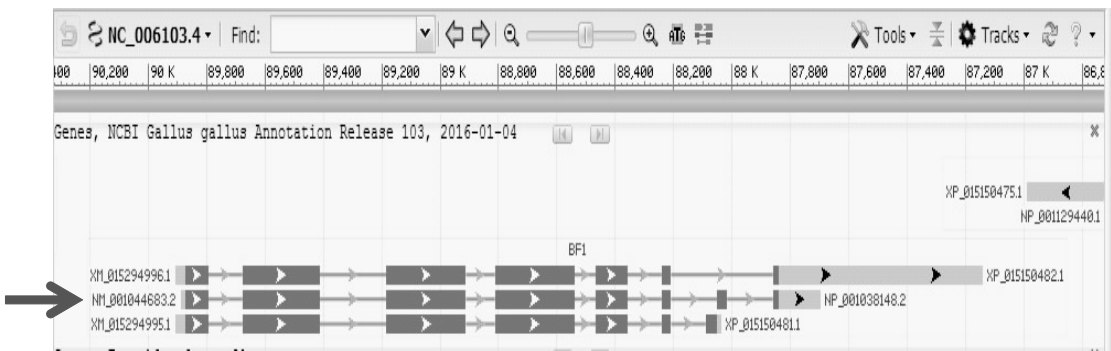 NC_006103.4 Find: Tools Tracks ?
400 90,200 90 K 89,800 89,600 89,400 89,200 89 K 88,800 88,600 88,400 88,200 88 K 87,800 87,600 87,400 87,200 87 K 86,8
Genes, NCBI Gallus gallus Annotation Release 103, 2016-01-04 x
XP_015150475.1
NP_001129440.1
BF1
XM_015294996.1 XP_015150482.1
NM_001044683.2 NP_001038148.2
XM_015294995.1 XP_015150481.1